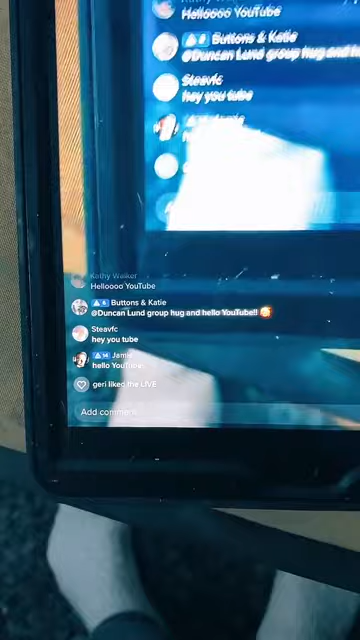 Helloooo YouTube
6 Buttons & Katie
@Duncan Lund group hug and h
Steavfc
hey you tube
Kathy Walker
Helloooo YouTube
6 Buttons & Katie
@Duncan Lund group hug and hello YouTube!! 🤗
Steavfc
hey you tube
14 Jamie
hello YouTube
geri liked the LIVE
Add comment